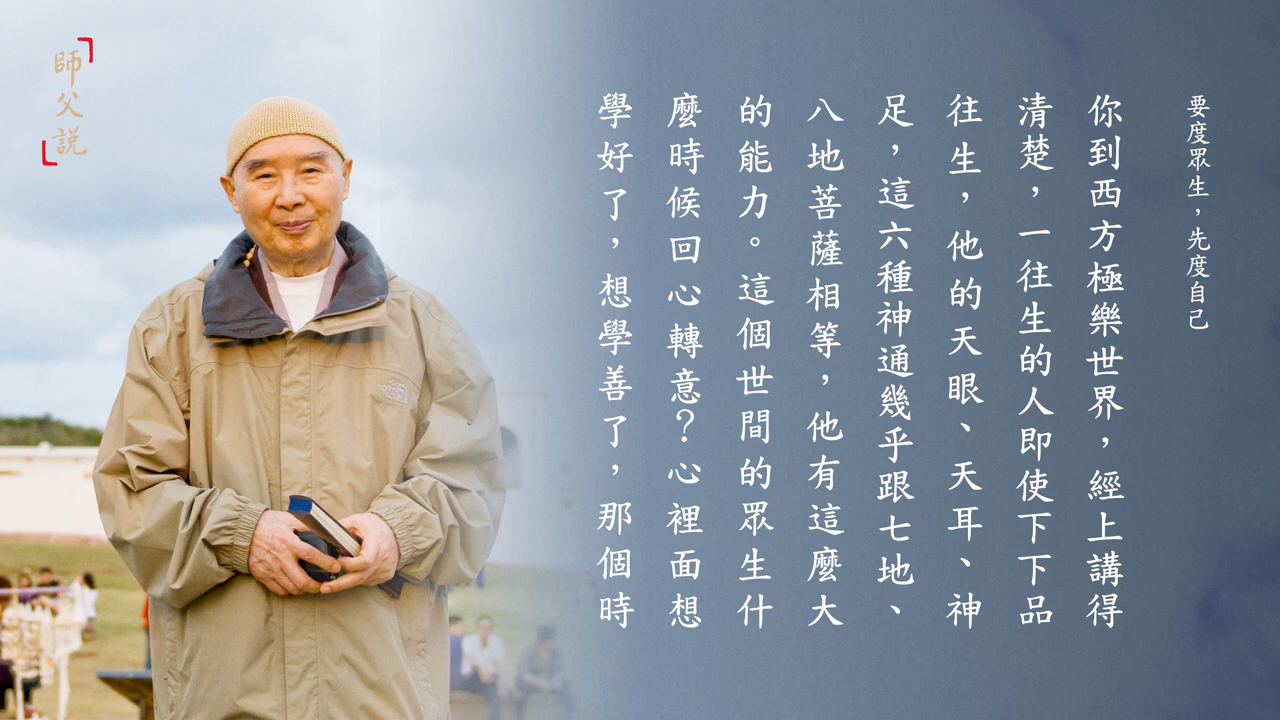 師父說
要度眾生，先度自己
你到西方極樂世界，經上講得
清楚，一往生的人即使下下品
往生，他的天眼、天耳、神
足，這六種神通幾乎跟七地、
八地菩薩相等，他有這麼大
的能力。這個世間的眾生什
麼時候回心轉意？心裡面想
學好了，想學善了，那個時